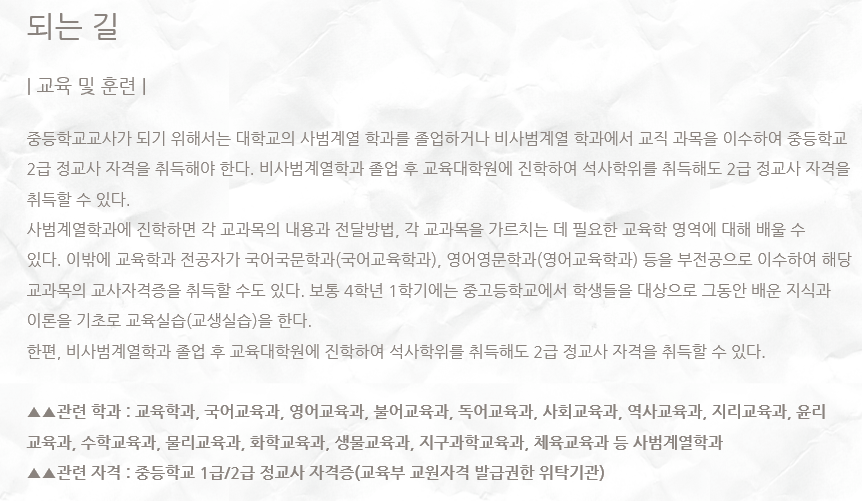 되는 길
| 교육 및 훈련 |
중등학교교사가 되기 위해서는 대학교의 사범계열 학과를 졸업하거나 비사범계열 학과에서 교직 과목을 이수하여 중등학교
2급 정교사 자격을 취득해야 한다. 비사범계열학과 졸업 후 교육대학원에 진학하여 석사학위를 취득해도 2급 정교사 자격을
취득할 수 있다.
사범계열학과에 진학하면 각 교과목의 내용과 전달방법, 각 교과목을 가르치는 데 필요한 교육학 영역에 대해 배울 수
있다. 이밖에 교육학과 전공자가 국어국문학과(국어교육학과), 영어영문학과(영어교육학과) 등을 부전공으로 이수하여 해당
교과목의 교사자격증을 취득할 수도 있다. 보통 4학년 1학기에는 중고등학교에서 학생들을 대상으로 그동안 배운 지식과
이론을 기초로 교육실습(교생실습)을 한다.
한편, 비사범계열학과 졸업 후 교육대학원에 진학하여 석사학위를 취득해도 2급 정교사 자격을 취득할 수 있다.
▲▲관련 학과 : 교육학과, 국어교육과, 영어교육과, 불어교육과, 독어교육과, 사회교육과, 역사교육과, 지리교육과, 윤리
교육과, 수학교육과, 물리교육과, 화학교육과, 생물교육과, 지구과학교육과, 체육교육과 등 사범계열학과
▲▲관련 자격 : 중등학교 1급/2급 정교사 자격증(교육부 교원자격 발급권한 위탁기관)